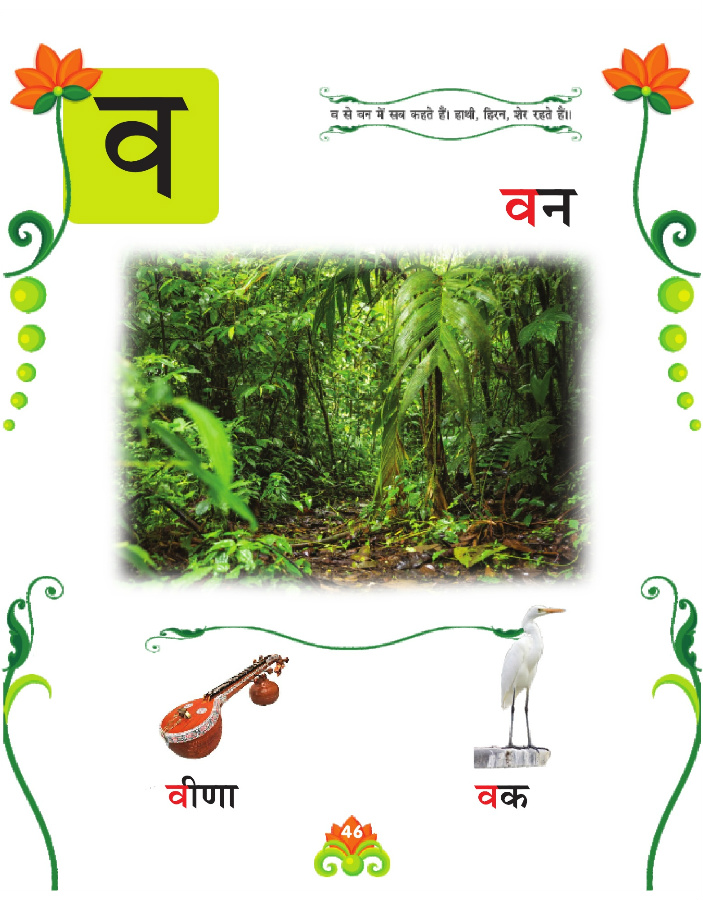 व
व से वन में सब कहते हैं। हाथी, हिरन, शेर रहते हैं॥
वन
वीणा
वक
46